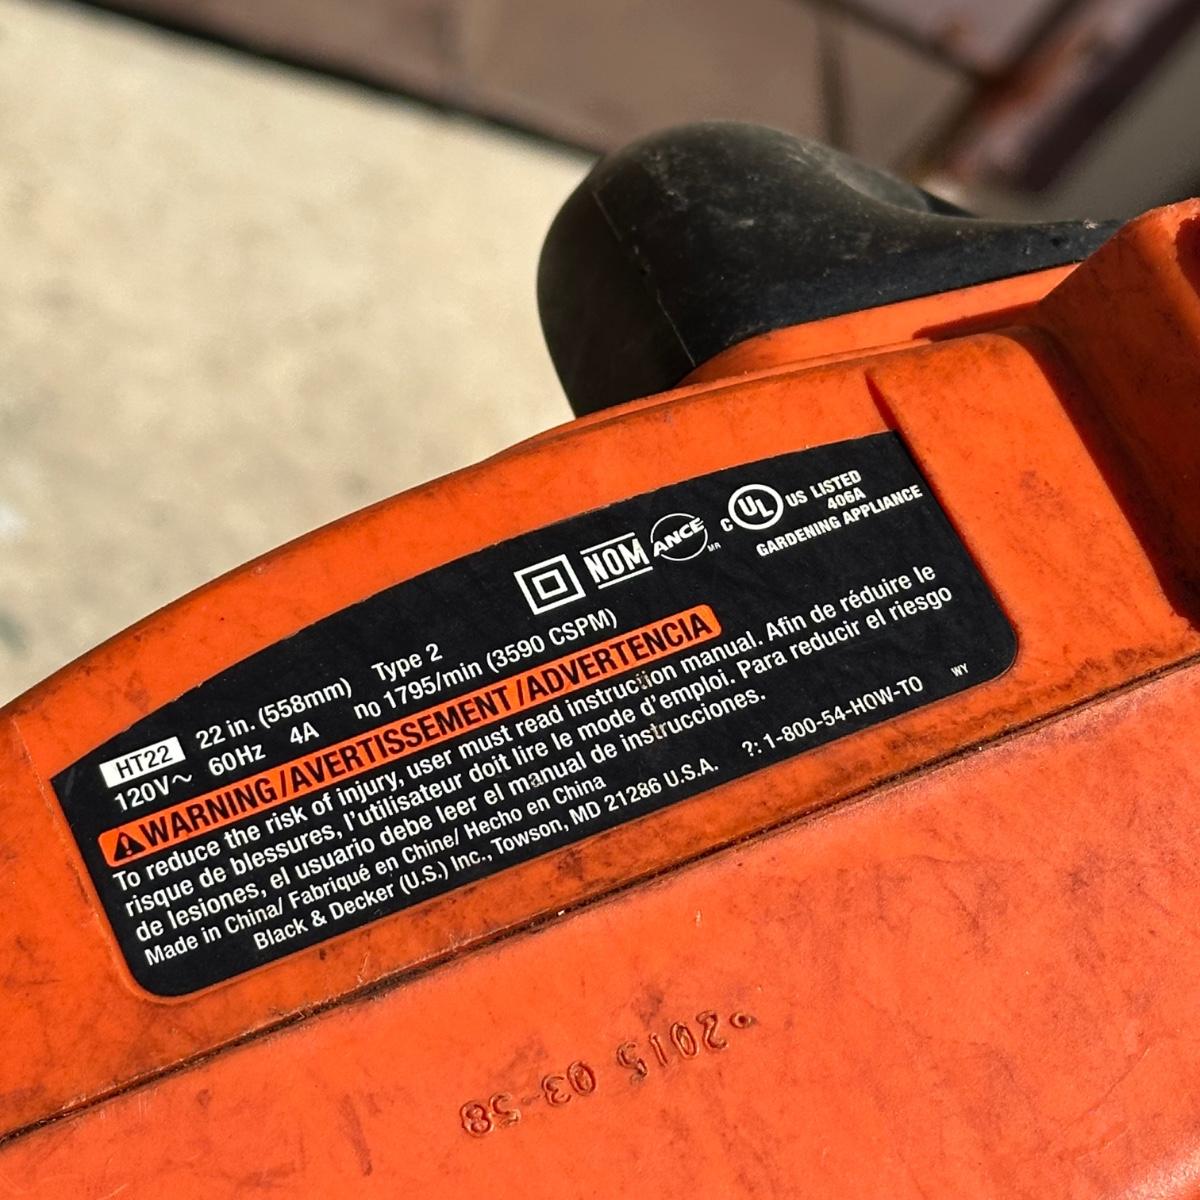 NOM ANCE MR C UL US LISTED
406A
GARDENING APPLIANCE
HT22 22 in. (558mm) Type 2
120V~ 60Hz 4A no 1795/min (3590 CSPM)
WARNING/AVERTISSEMENT/ADVERTENCIA
To reduce the risk of injury, user must read instruction manual. Afin de réduire le
risque de blessures, l'utilisateur doit lire le mode d'emploi. Para reducir el riesgo
de lesiones, el usuario debe leer el manual de instrucciones.
Made in China/ Fabriqué en Chine/ Hecho en China
Black & Decker (U.S.) Inc., Towson, MD 21286 U.S.A. ?: 1-800-54-HOW-TO WY
2015 03-